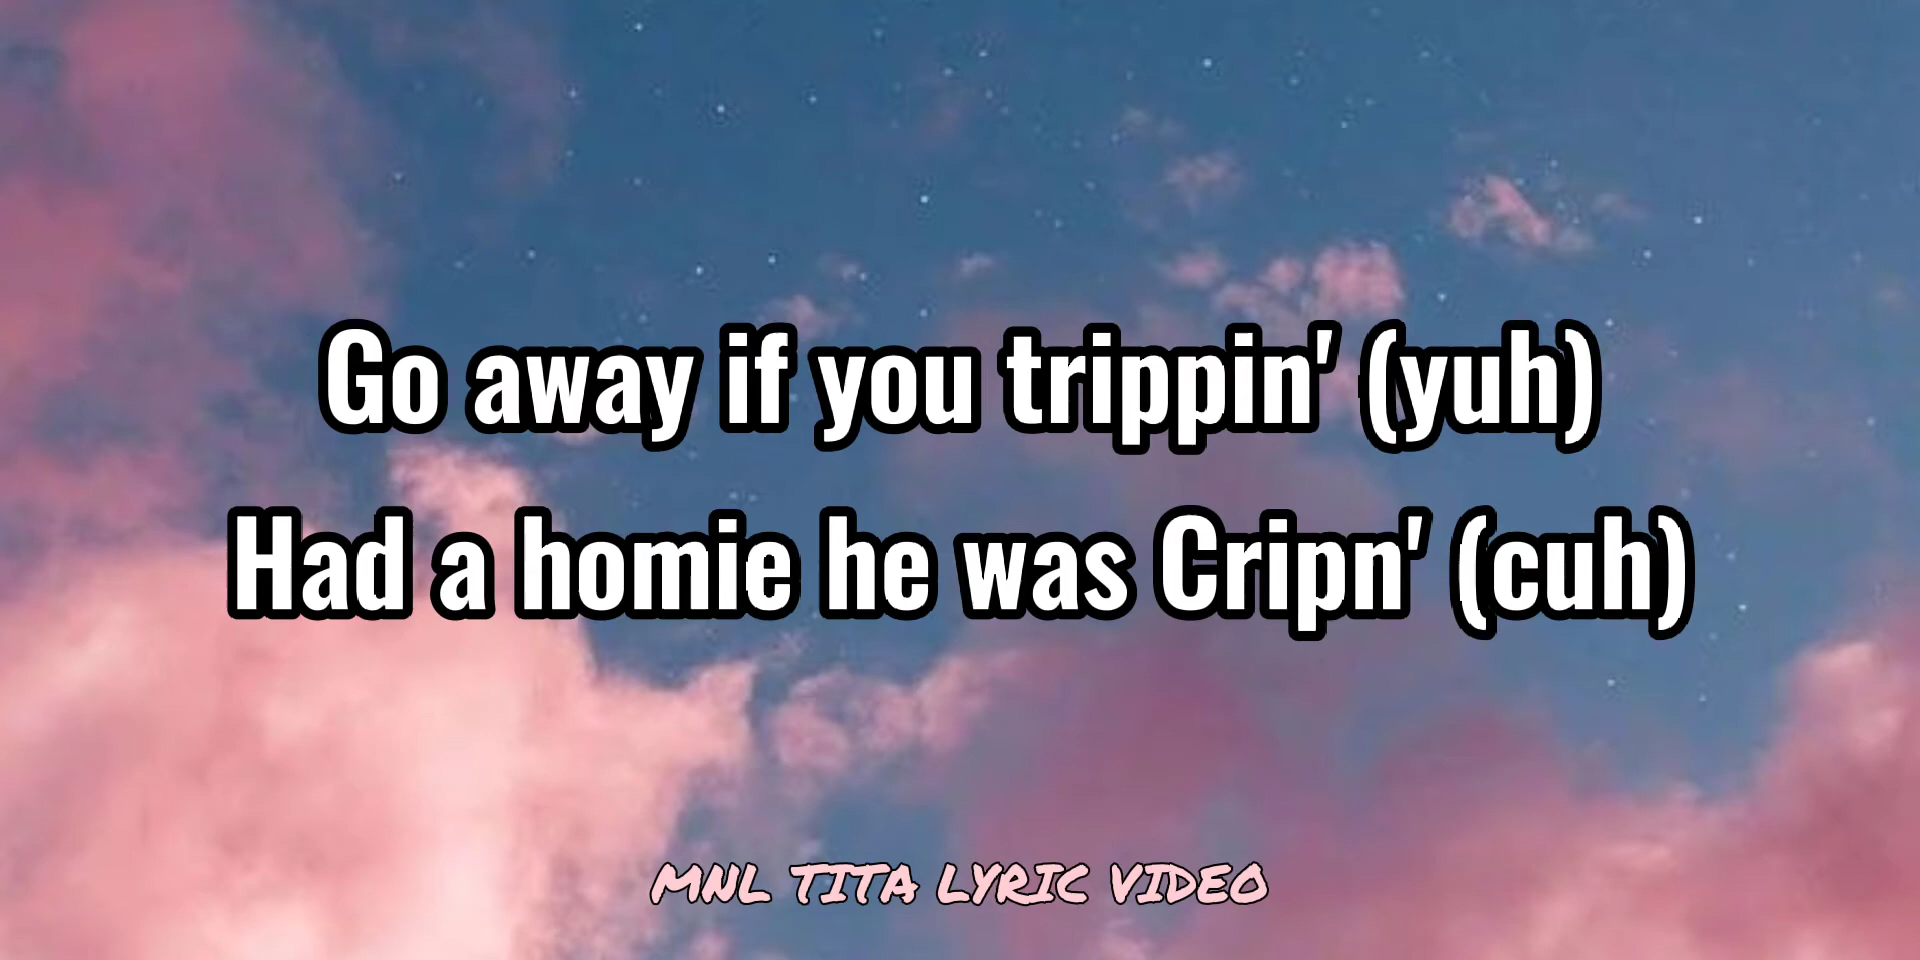 Go away if you trippin' (yuh)
Had a homie he was Cripn' (cuh)
MNL TITA LYRIC VIDEO